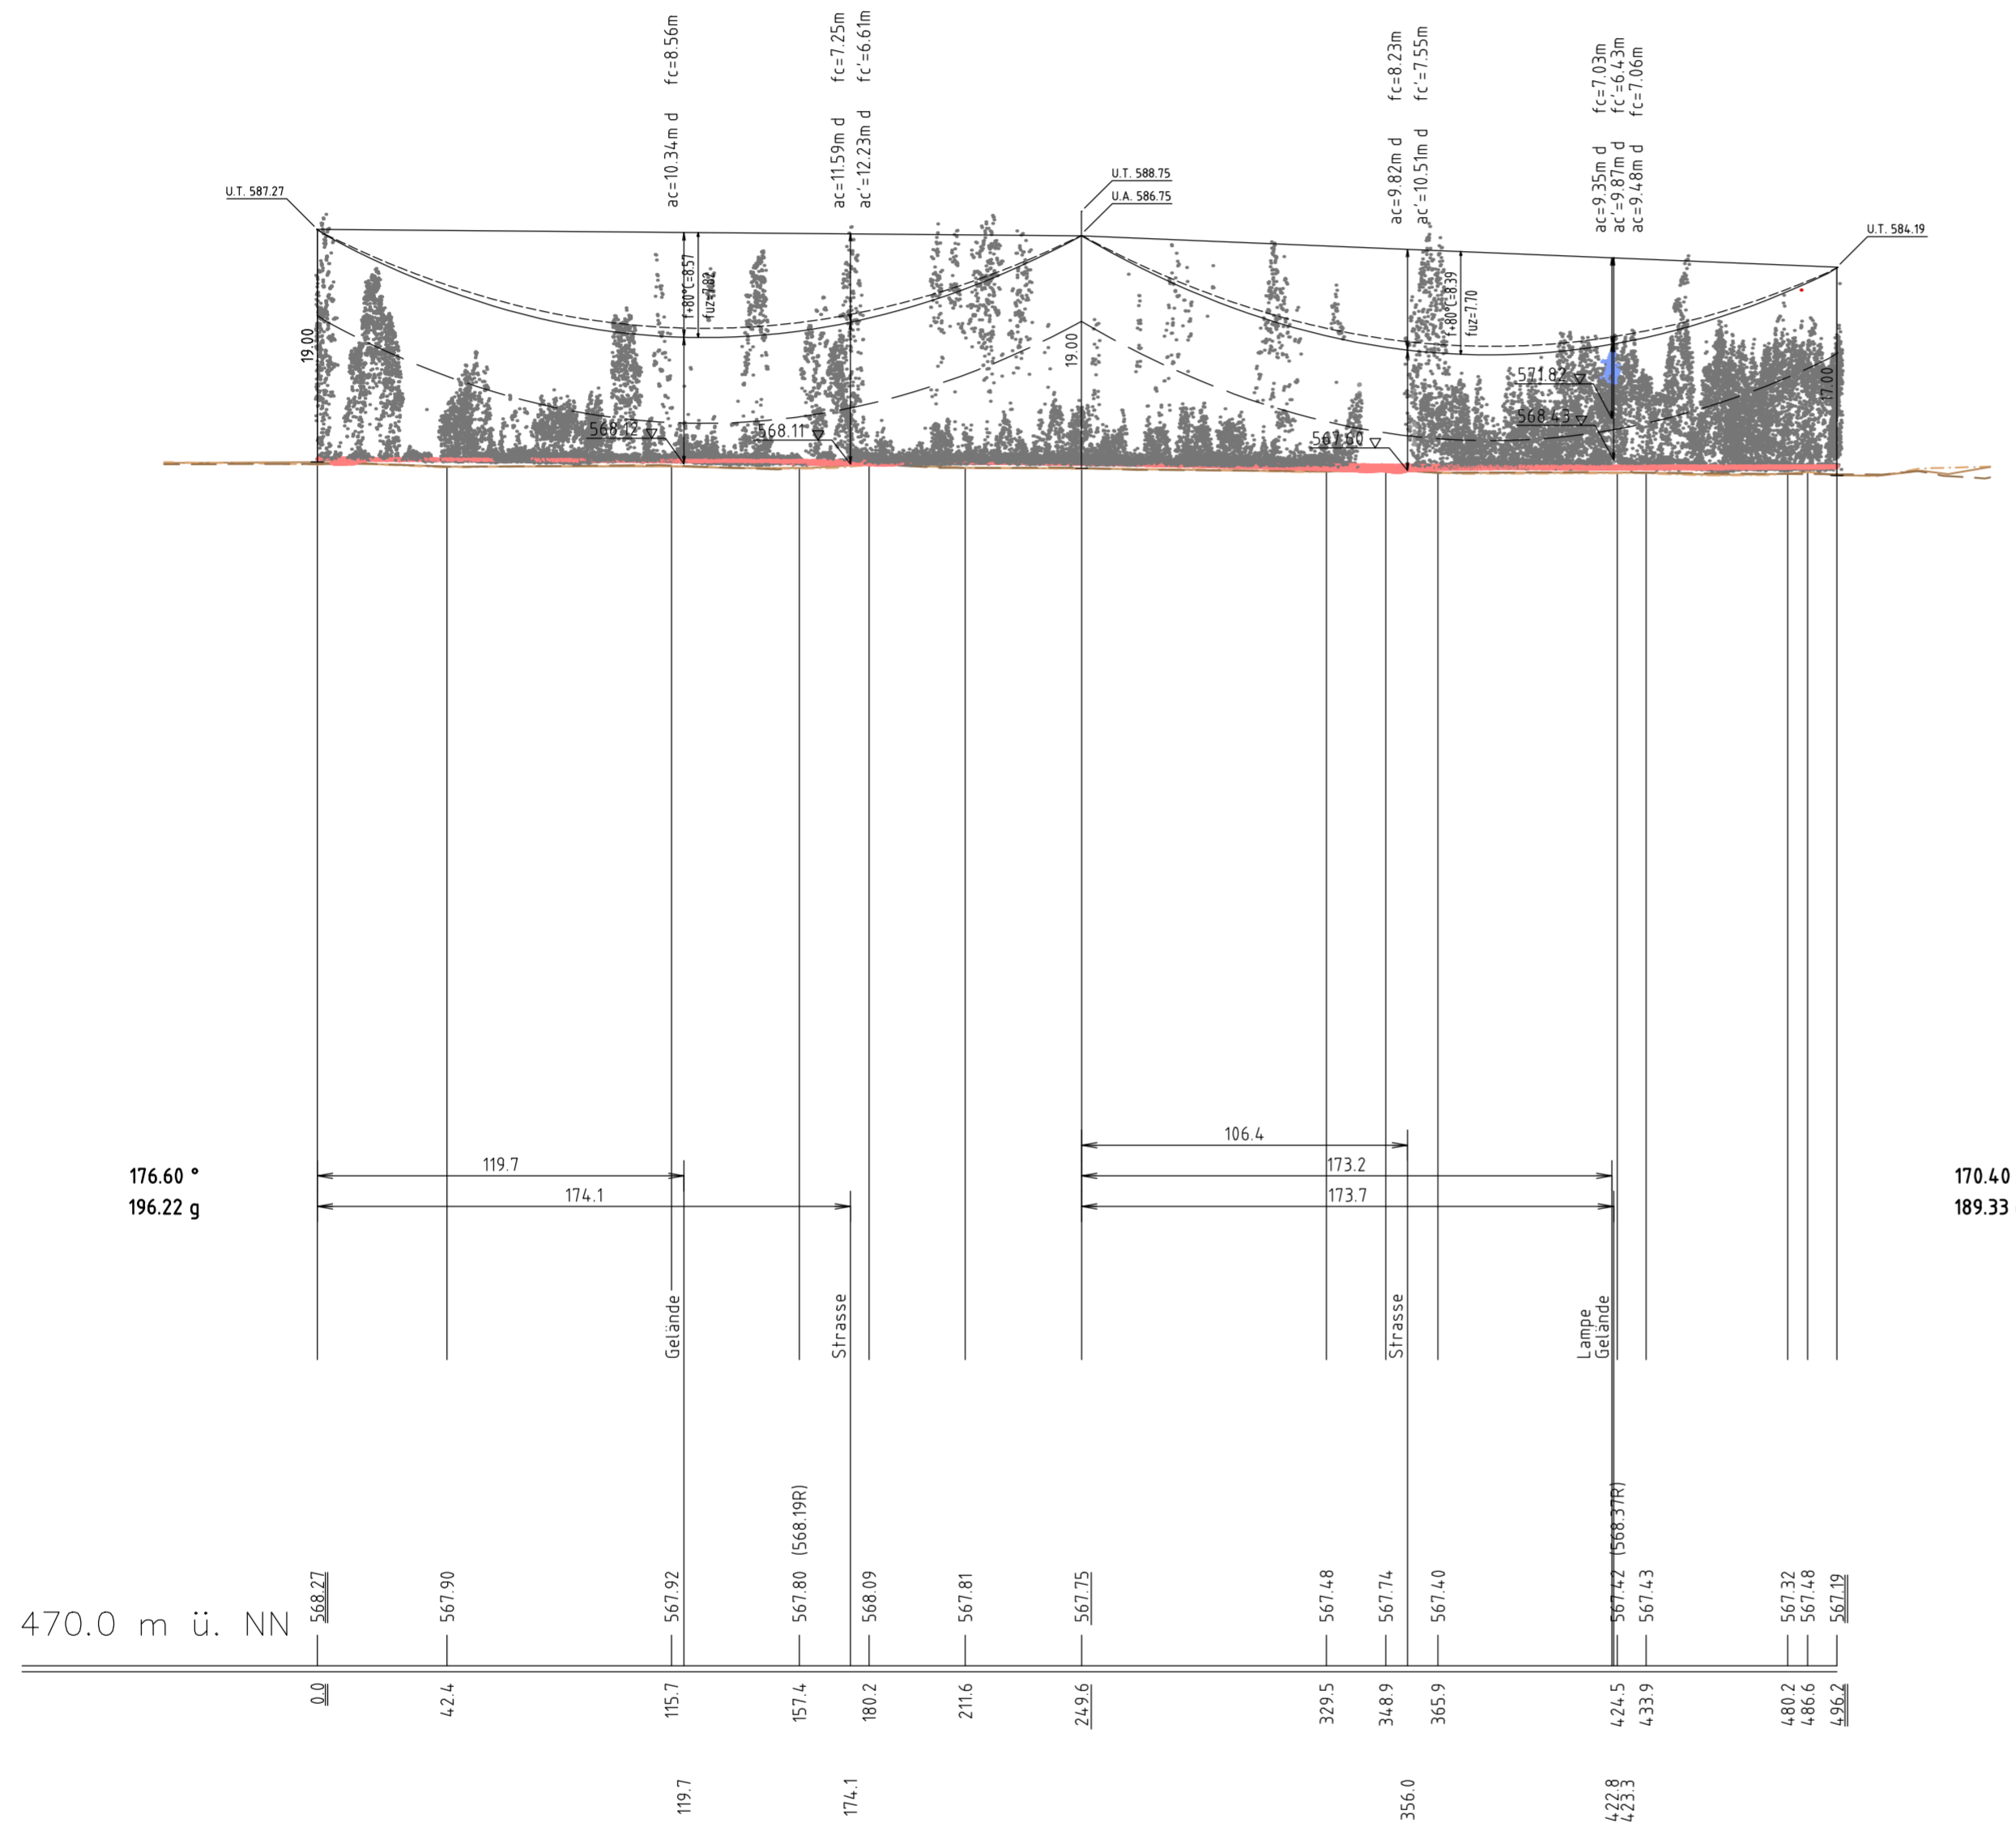 ac=10.34m d fc=8.56m
ac=11.59m d fc=7.25m
ac'=12.23m d fc'=6.61m
ac=9.82m d fc=8.23m
ac'=10.51m d fc'=7.55m
ac=9.35m d fc=7.03m
ac'=9.87m d fc'=6.43m
ac=9.48m d fc=7.06m
U.T. 587.27
U.T. 588.75
U.A. 586.75
U.T. 584.19
19.00
f+80°C=8.57
fuz=7.82
19.00
f+80°C=8.39
fuz=7.70
17.00
571.82
568.43
568.12
568.11
567.60
106.4
119.7
173.2
174.1
173.7
176.60 °
196.22 g
170.40
189.33
Gelände
Strasse
Strasse
Lampe
Gelände
470.0 m ü. NN
568.27
567.90
567.92
567.80 (568.19R)
568.09
567.81
567.75
567.48
567.74
567.40
567.42 (568.37R)
567.43
567.32
567.48
567.19
0.0
42.4
115.7
157.4
180.2
211.6
249.6
329.5
348.9
365.9
424.5
433.9
480.2
486.6
496.2
119.7
174.1
356.0
422.8
423.3